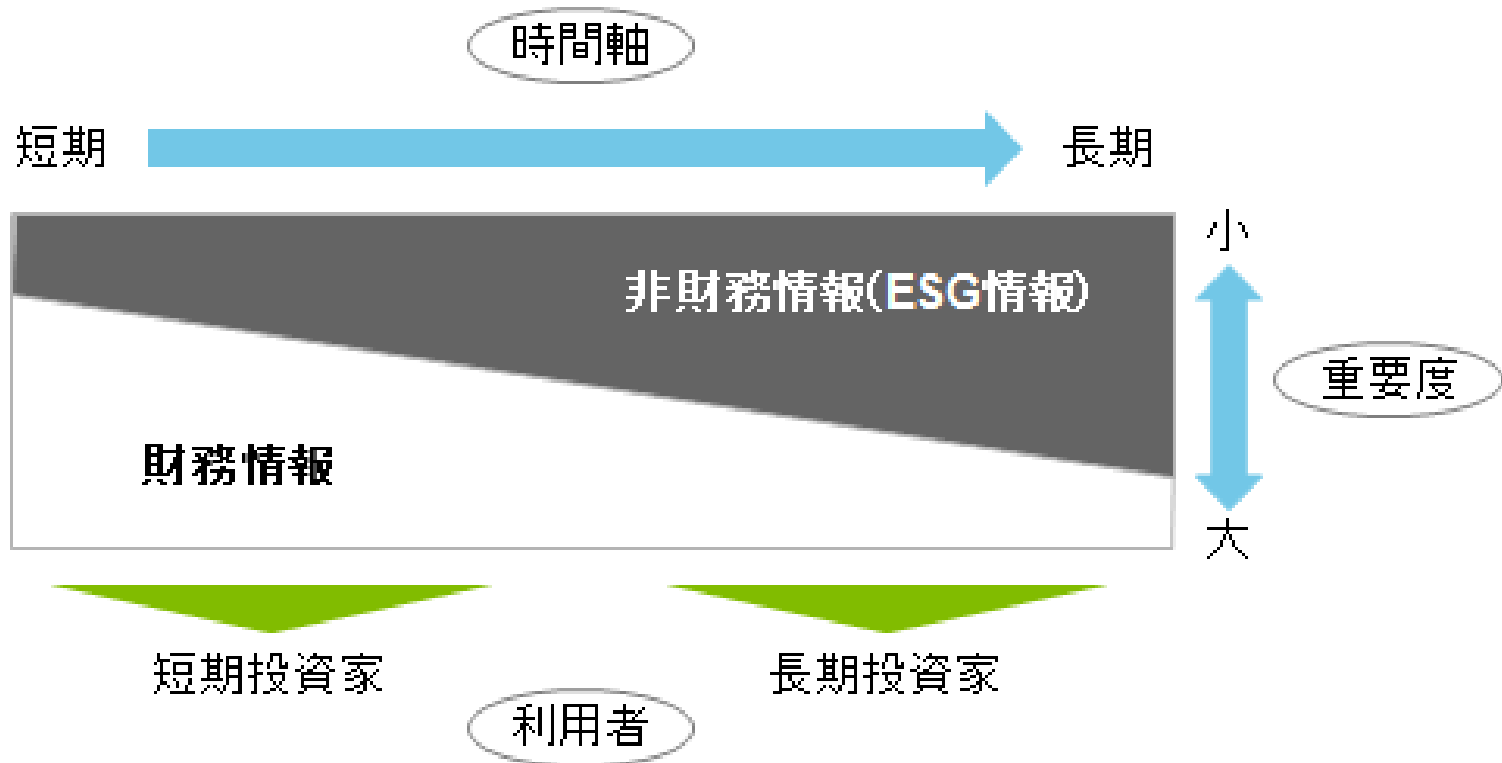 時間軸
短期
長期
小
非財務情報(ESG情報)
重要度
財務情報
大
短期投資家
長期投資家
利用者